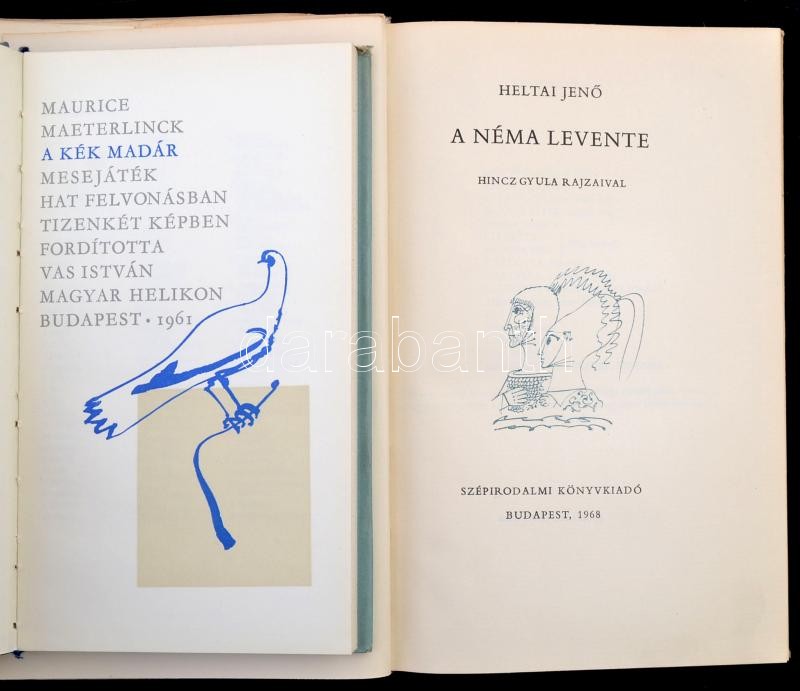 MAURICE
MAETERLINCK
A KÉK MADÁR
MESEJÁTÉK
HAT FELVONÁSBAN
TIZENKÉT KÉPBEN
FORDÍTOTTA
VAS ISTVÁN
MAGYAR HELIKON
BUDAPEST • 1961
HELTAI JENŐ
A NÉMA LEVENTE
HINCZ GYULA RAJZAIVAL
SZÉPIRODALMI KÖNYVKIADÓ
BUDAPEST, 1968
darabanth